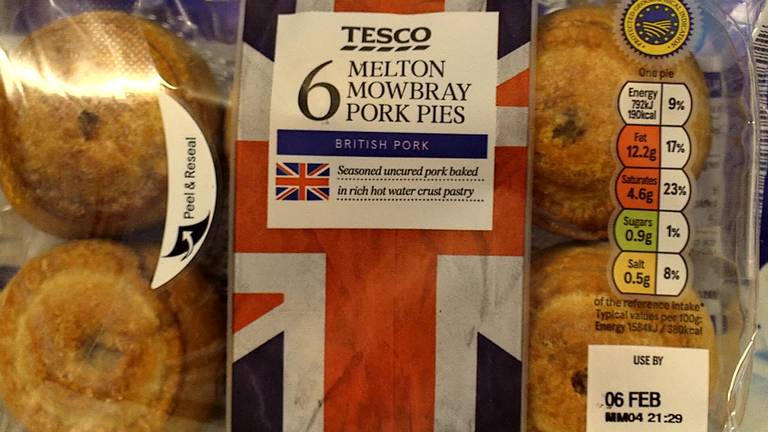 TESCO
6 MELTON
MOWBRAY
PORK PIES
BRITISH PORK
Seasoned uncured pork baked
in rich hot water crust pastry
Peel & Reseal
One pie
Energy
792kJ
190kcal
9%
Fat
12.2g
17%
Saturates
4.6g
23%
Sugars
0.9g
1%
Salt
0.5g
8%
of the reference intake*
Typical values per 100g:
Energy 1584kJ / 380kcal
USE BY
06 FEB
MM04 21:29